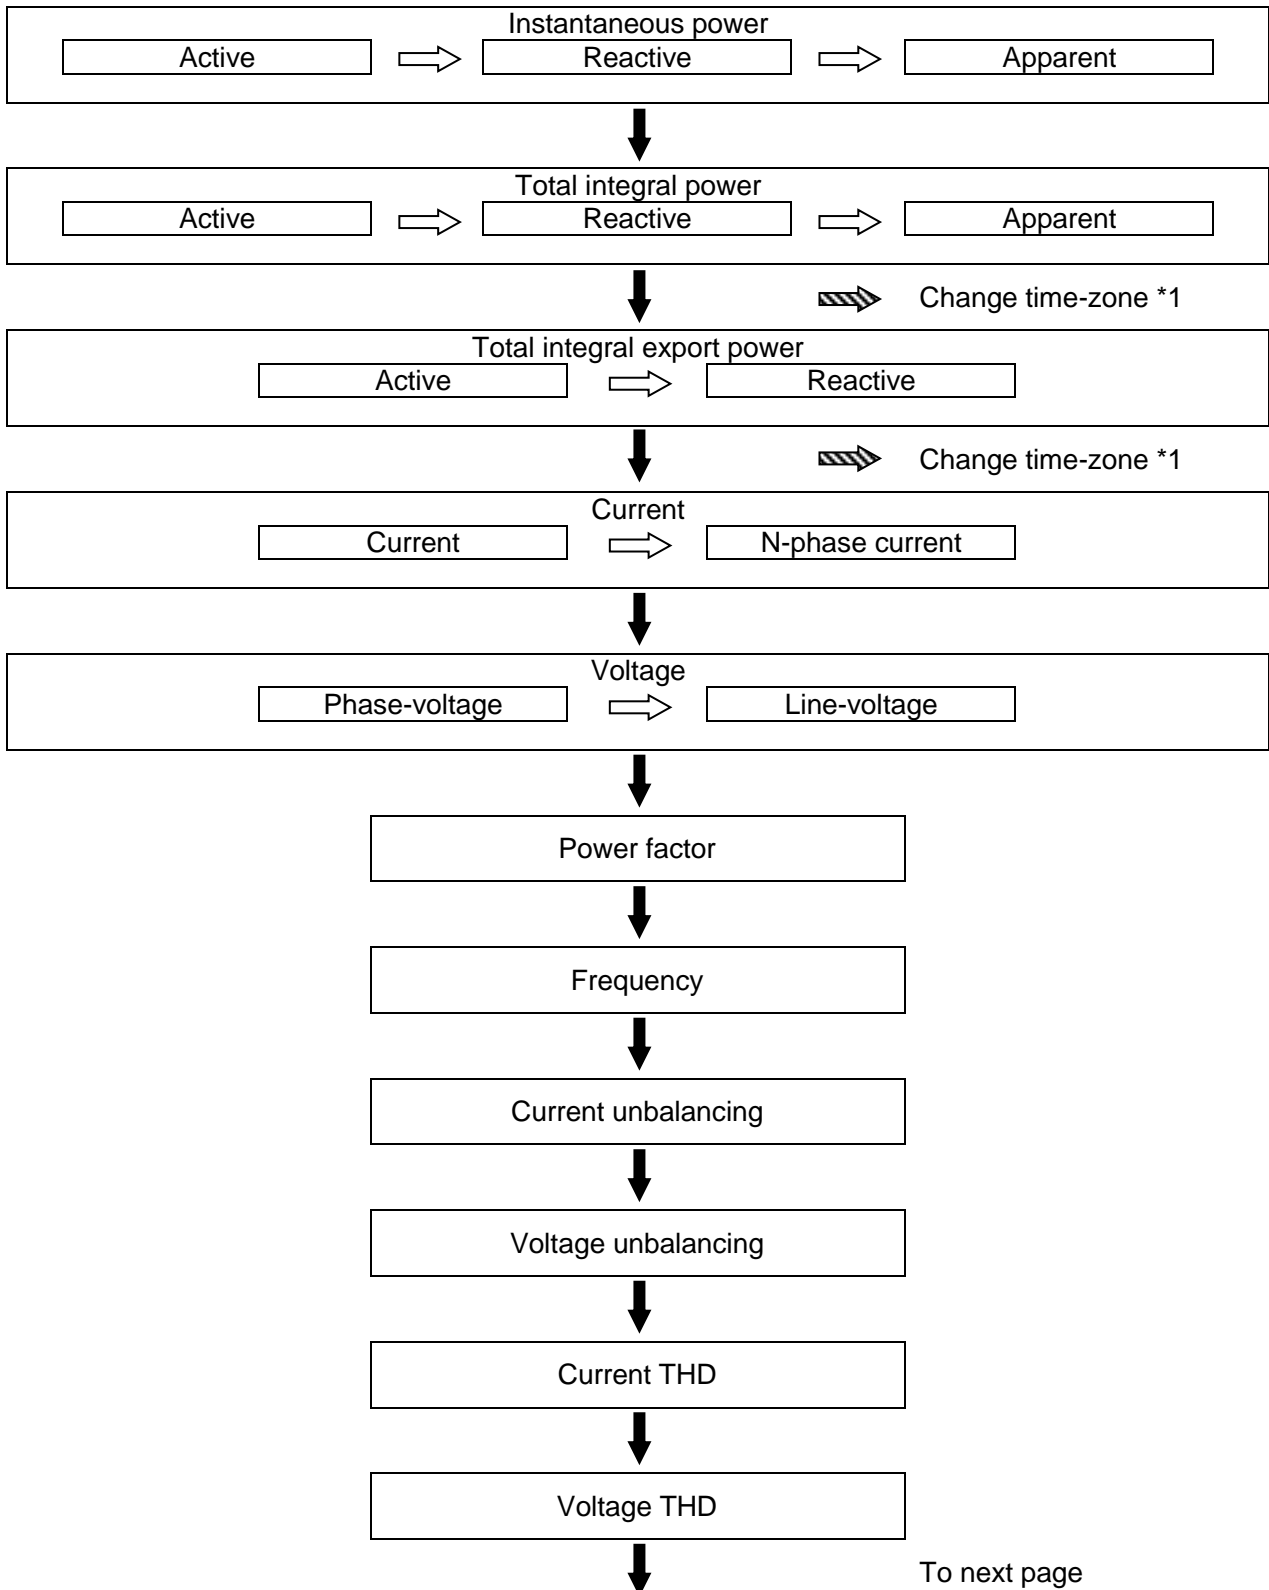 Instantaneous power
Active Reactive Apparent
Total integral power
Active Reactive Apparent
Change time-zone *1
Total integral export power
Active Reactive
Change time-zone *1
Current
Current N-phase current
Voltage
Phase-voltage Line-voltage
Power factor
Frequency
Current unbalancing
Voltage unbalancing
Current THD
Voltage THD
To next page